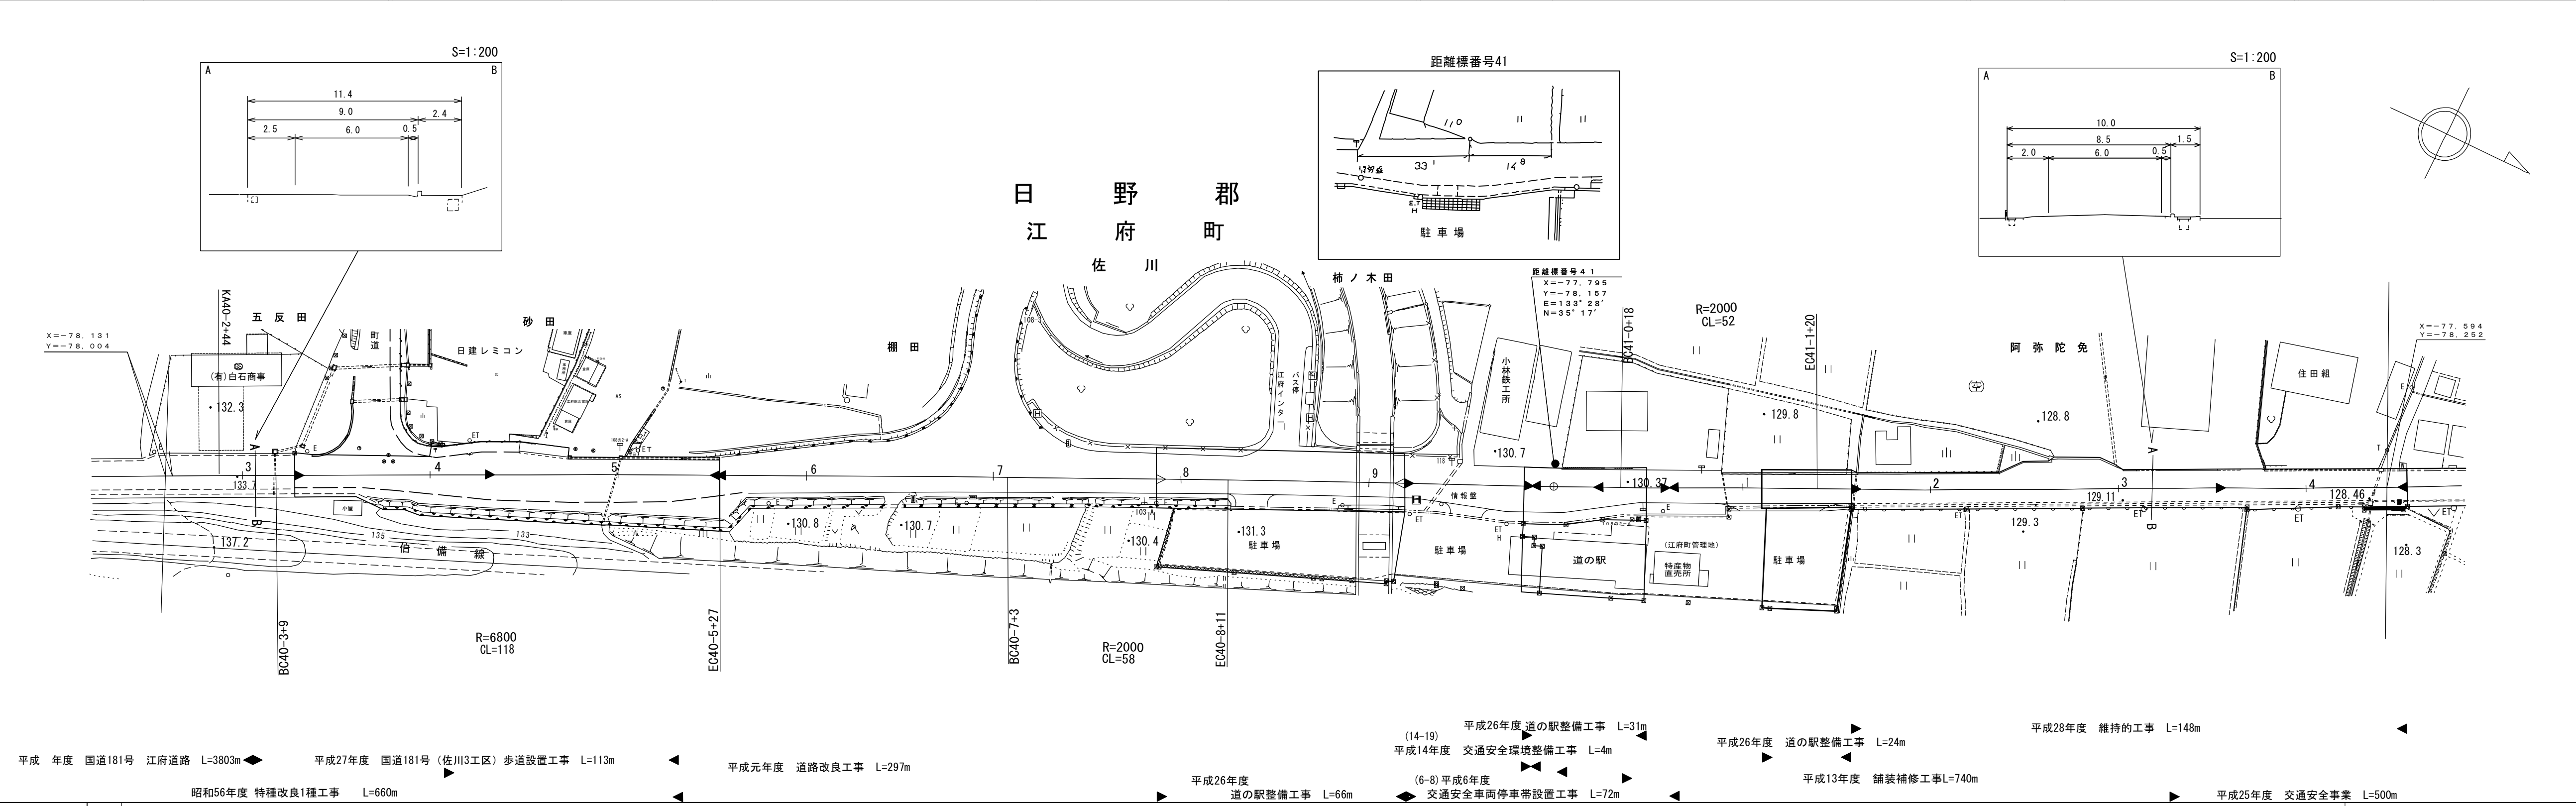 S=1:200
A B
11.4
9.0 2.4
2.5 6.0 0.5
距離標番号41
110
33¹ 14⁸
E.T
H
駐車場
S=1:200
A B
10.0
8.5 1.5
2.0 6.0 0.5
日野郡
江府町
佐川
柿ノ木田
距離標番号41
X=-77.795
Y=-78.157
E=133°28′
N=35°17′
R=2000
CL=52
BC41-0+18
EC41-1+20
X=-78.131
Y=-78.004
KA40-2+44
五反田
町道
砂田
日建レミコン
棚田
(有)白石商事
132.3
AS
江府インター
バス停
小林鉄工所
129.8
阿弥陀免
128.8
住田組
X=-77.594
Y=-78.252
130.7
A
E
ET
3 4 5 6 7 8 9
133.7
130.37
1 2 3 4
129.11
128.46
情報盤
小屋
B
137.2
135
133
伯備線
130.8
130.7
130.4
131.3
駐車場
駐車場
ET
H
道の駅
(江府町管理地)
特産物
直売所
駐車場
129.3
A
B
128.3
BC40-3+9
R=6800
CL=118
EC40-5+27
BC40-7+3
R=2000
CL=58
EC40-8+11
平成26年度 道の駅整備工事 L=31m
平成28年度 維持的工事 L=148m
(14-19)
平成14年度 交通安全環境整備工事 L=4m
平成26年度 道の駅整備工事 L=24m
平成 年度 国道181号 江府道路 L=3803m
平成27年度 国道181号(佐川3工区)歩道設置工事 L=113m
平成元年度 道路改良工事 L=297m
平成26年度
道の駅整備工事 L=66m
(6-8)平成6年度
交通安全車両停車帯設置工事 L=72m
平成13年度 舗装補修工事L=740m
昭和56年度 特種改良1種工事 L=660m
平成25年度 交通安全事業 L=500m